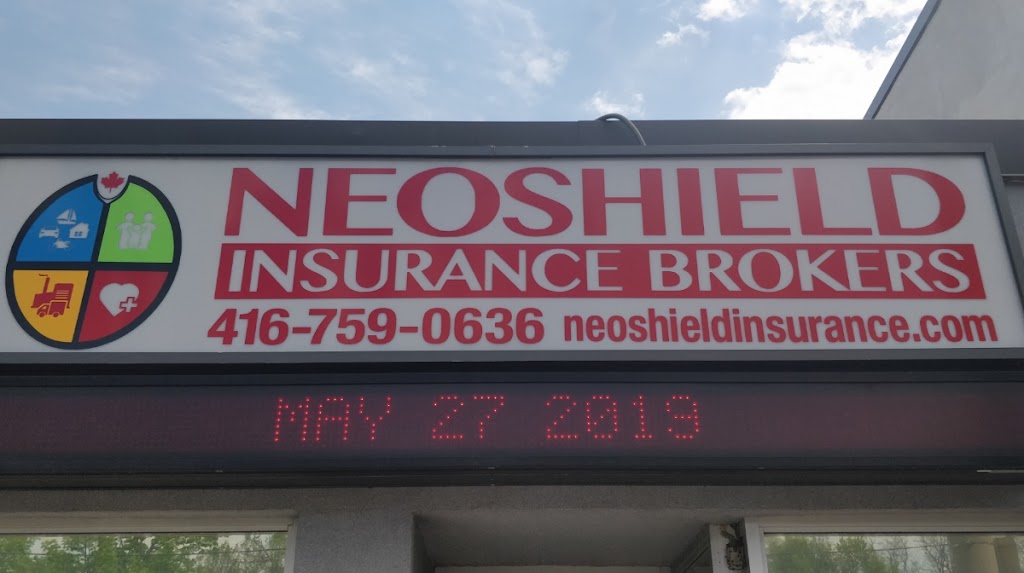 NEOSHIELD
INSURANCE BROKERS
416-759-0636 neoshieldinsurance.com
MAY 27 2019